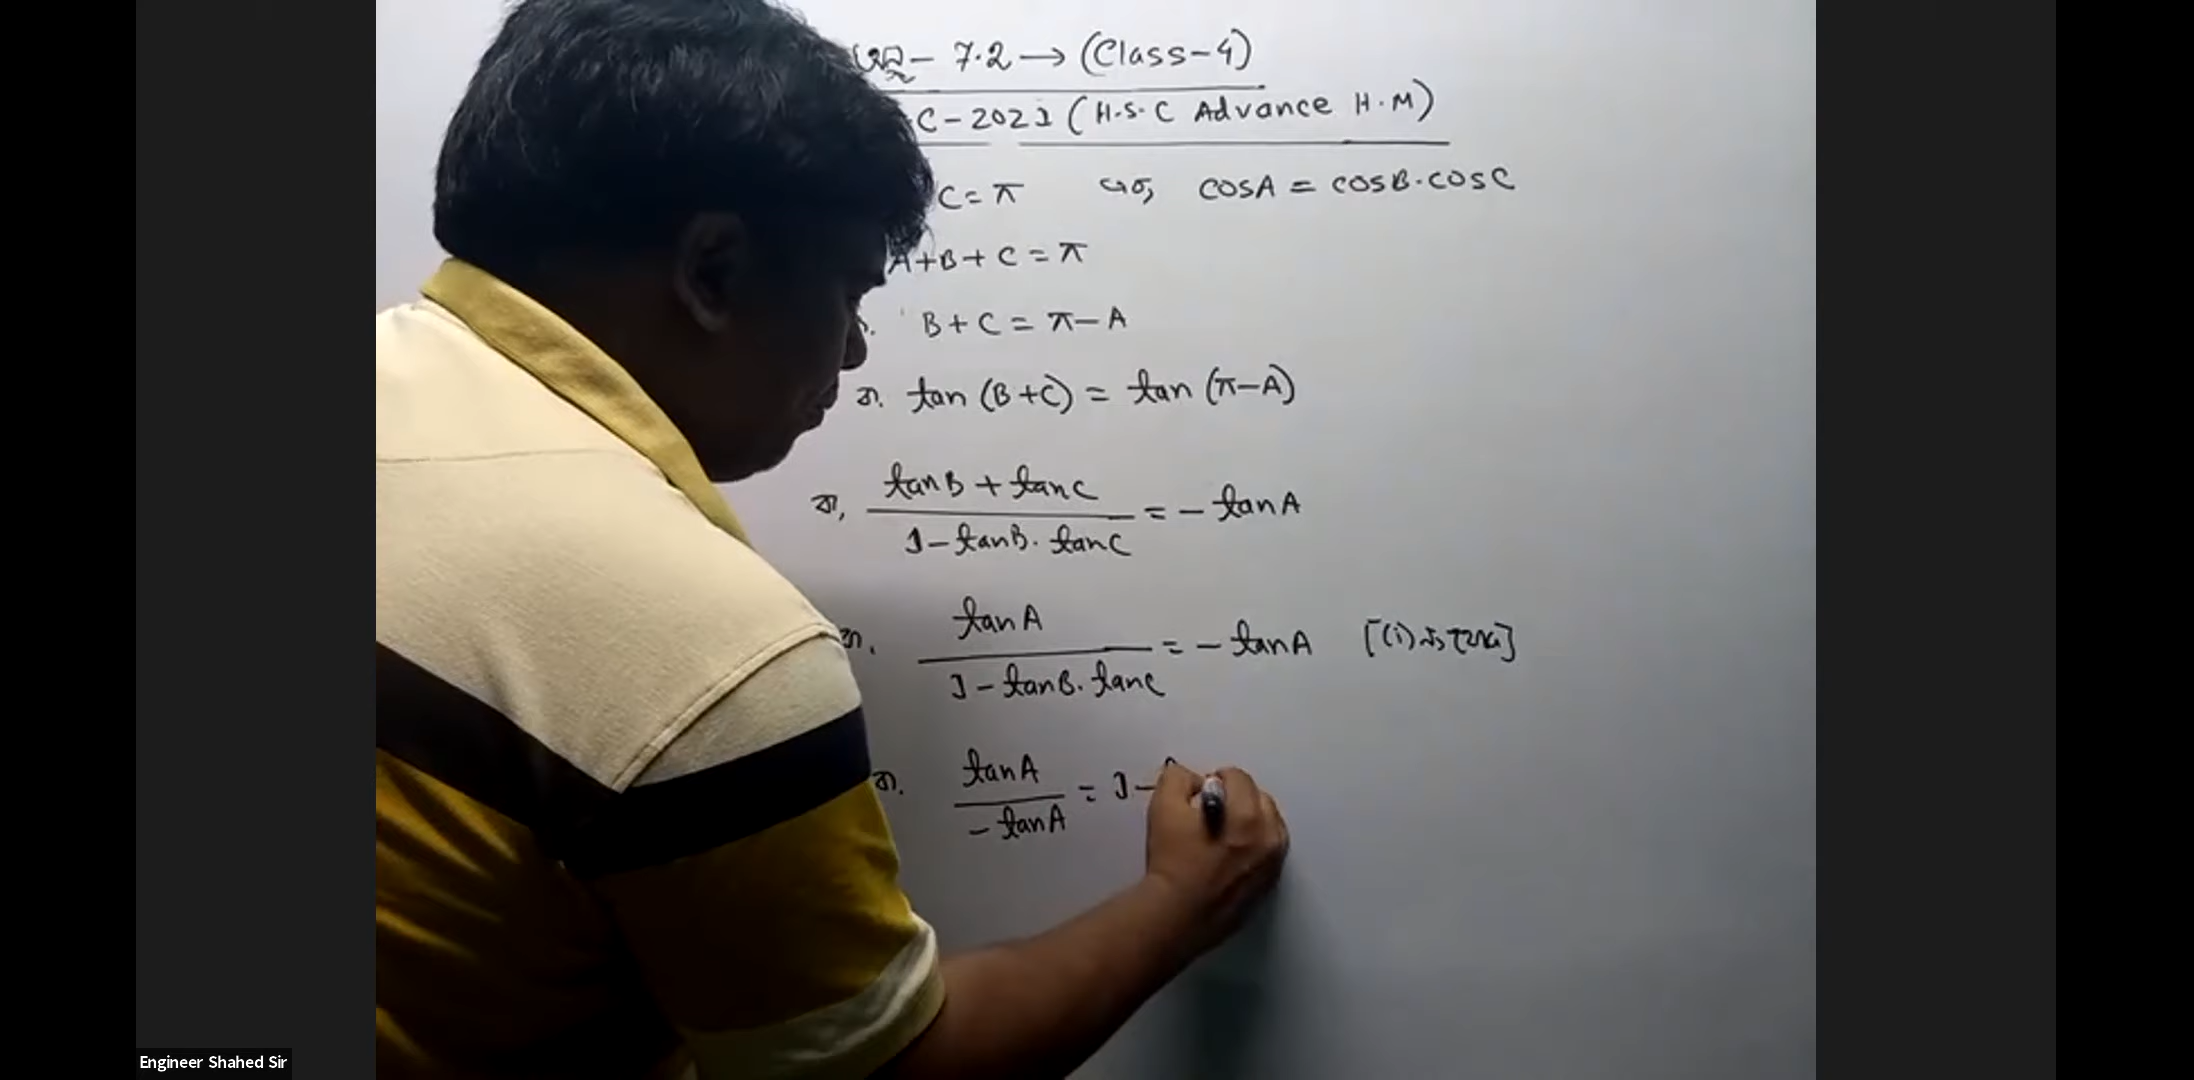 7.2 → (Class-4)
C-2021 (H.S.C Advance H.M)
C = π এবং, cosA = cosB.cosC
A+B+C = π
B+C = π-A
বা. tan (B+C) = tan (π-A)
বা, tanB + tanC / 1-tanB. tanC = - tanA
বা. tanA / 1-tanB. tanC = - tanA [(i) নং হতে]
বা. tanA / - tanA = 1-
Engineer Shahed Sir